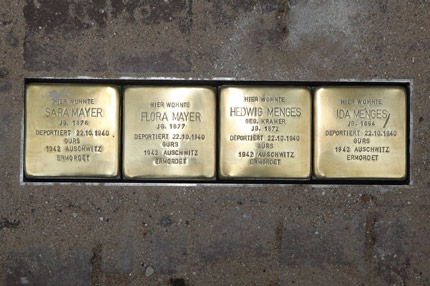 HIER WOHNTE
SARA MAYER
JG. 1876
DEPORTIERT 22.10.1940
GURS
1942 AUSCHWITZ
ERMORDET
HIER WOHNTE
FLORA MAYER
JG. 1877
DEPORTIERT 22.10.1940
GURS
1942 AUSCHWITZ
ERMORDET
HIER WOHNTE
HEDWIG MENGES
GEB. KRAMER
JG. 1872
DEPORTIERT 22.10.1940
GURS
1942 AUSCHWITZ
ERMORDET
HIER WOHNTE
IDA MENGES
JG. 1894
DEPORTIERT 22.10.1940
GURS
1942 AUSCHWITZ
ERMORDET